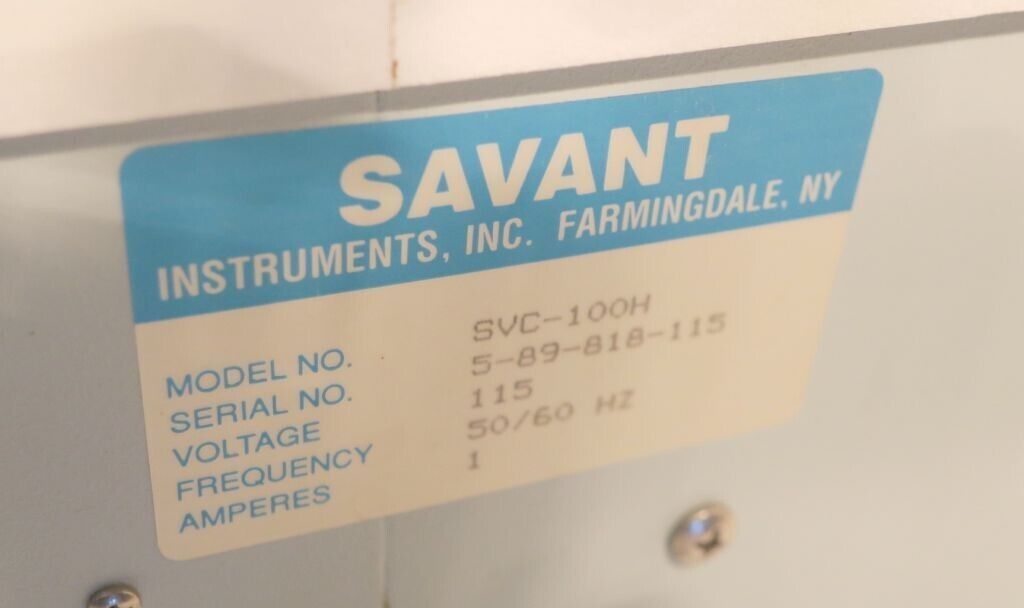 SAVANT
INSTRUMENTS, INC. FARMINGDALE, NY
MODEL NO. SVC-100H
SERIAL NO. 5-89-818-115
VOLTAGE 115
FREQUENCY 50/60 HZ
AMPERES 1